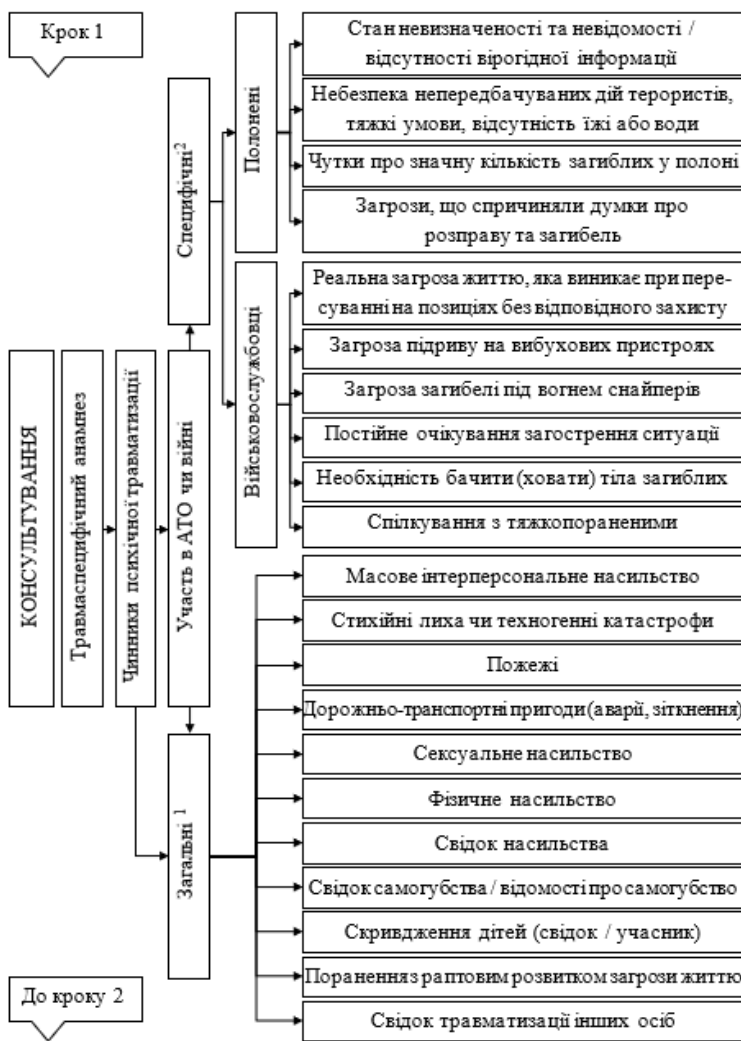 Крок 1
КОНСУЛЬТУВАННЯ
Травмаспецифічний анамнез
Чинники психічної травматизації
Участь в АТО чи війні
Специфічні²
Полонені
Стан невизначеності та невідомості /
відсутності вірогідної інформації
Небезпека непередбачуваних дій терористів,
тяжкі умови, відсутність їжі або води
Чутки про значну кількість загиблих у полоні
Загрози, що спричиняли думки про
розправу та загибель
Військовослужбовці
Реальна загроза життю, яка виникає при пере-
суванні на позиціях без відповідного захисту
Загроза підриву на вибухових пристроях
Загроза загибелі під вогнем снайперів
Постійне очікування загострення ситуації
Необхідність бачити (ховати) тіла загиблих
Спілкування з тяжкопораненими
Загальні ¹
Масове інтерперсональне насильство
Стихійні лиха чи техногенні катастрофи
Пожежі
Дорожньо-транспортні пригоди (аварії, зіткнення)
Сексуальне насильство
Фізичне насильство
Свідок насильства
Свідок самогубства / відомості про самогубство
Скривдження дітей (свідок / учасник)
Поранення з раптовим розвитком загрози життю
Свідок травматизації інших осіб
До кроку 2